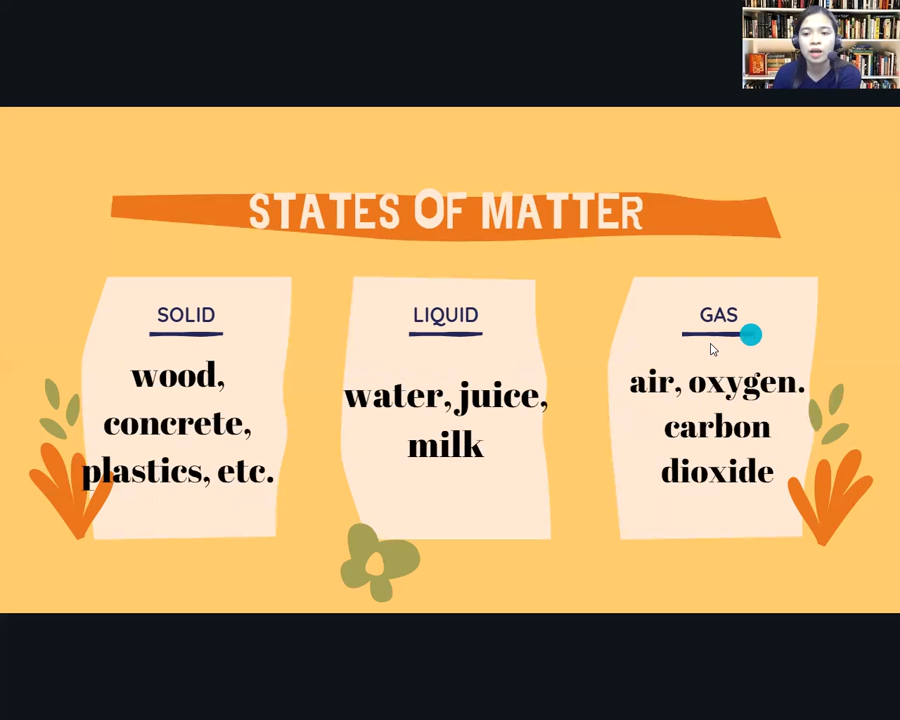 STATES OF MATTER
SOLID
wood,
concrete,
plastics, etc.
LIQUID
water, juice,
milk
GAS
air, oxygen.
carbon
dioxide